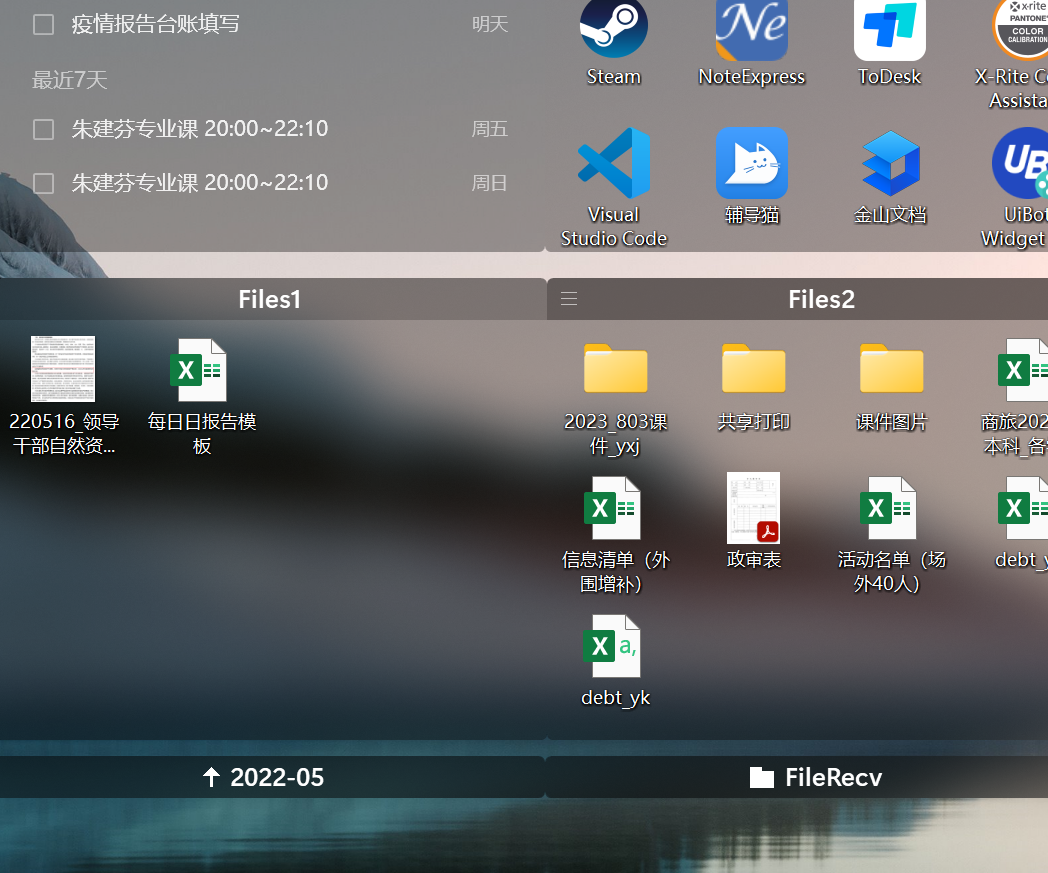 疫情报告台账填写 明天
最近7天
朱建芬专业课 20:00~22:10 周五
朱建芬专业课 20:00~22:10 周日
Ne
x-rite
PANTONE
COLOR
CALIBRATION
Steam
NoteExpress
ToDesk
X-Rite Co
Assista
UB
Visual
Studio Code
辅导猫
金山文档
UiBot
Widget
Files1
Files2
220516_领导
干部自然资...
每日日报告模
板
2023_803课
件_yxj
共享打印
课件图片
商旅202
本科_各
信息清单（外
围增补）
政审表
活动名单（场
外40人）
debt_y
a,
debt_yk
2022-05
FileRecv